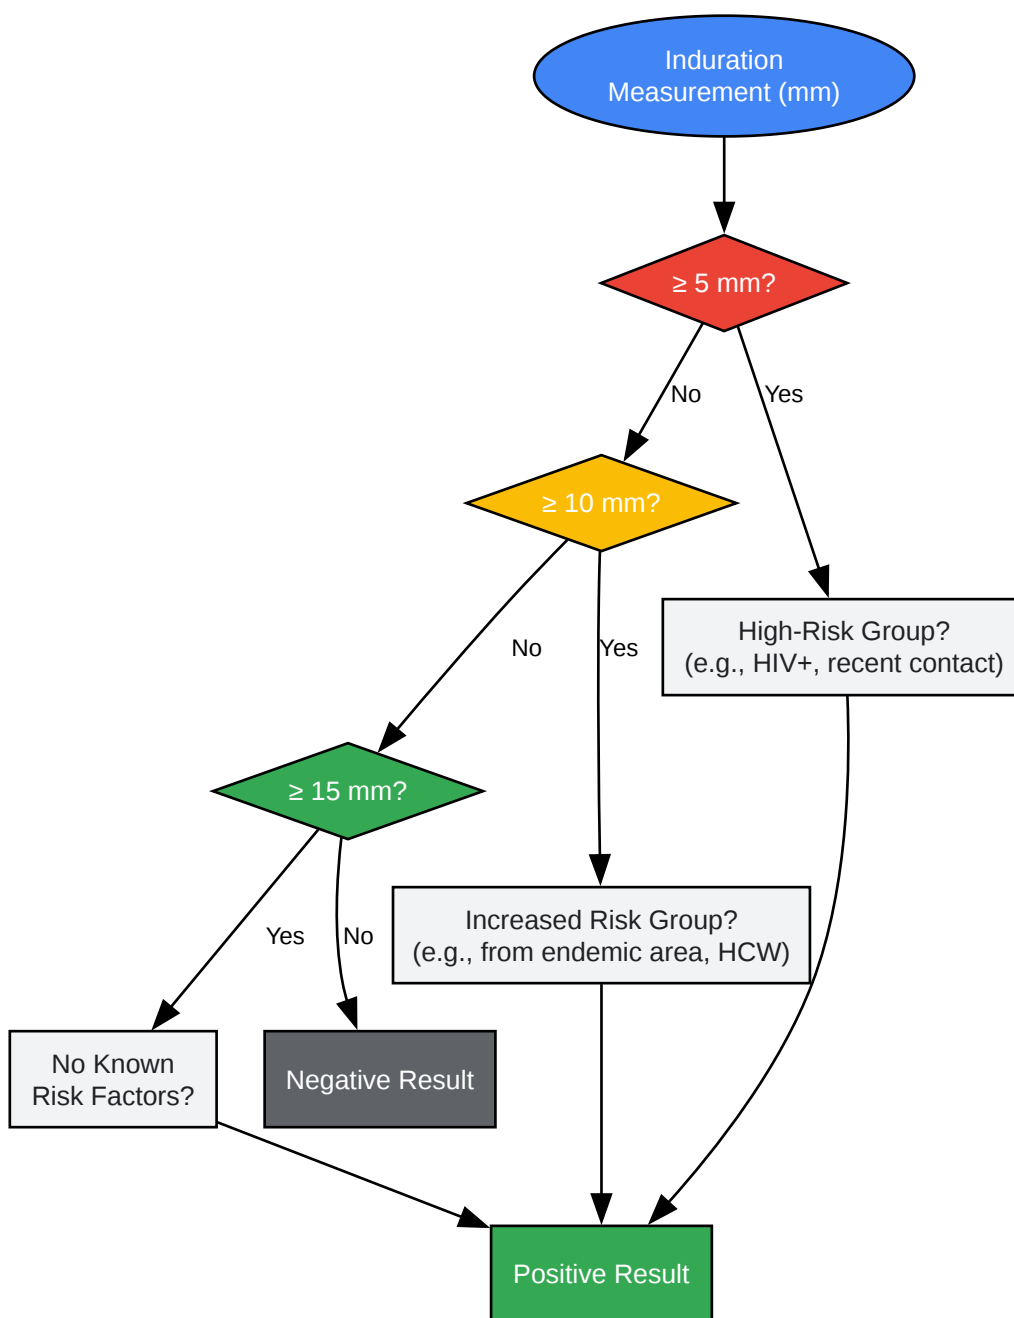 Induration
Measurement (mm)
≥ 5 mm?
No
Yes
≥ 10 mm?
No
Yes
High-Risk Group?
(e.g., HIV+, recent contact)
≥ 15 mm?
Yes
No
Increased Risk Group?
(e.g., from endemic area, HCW)
No Known
Risk Factors?
Negative Result
Positive Result